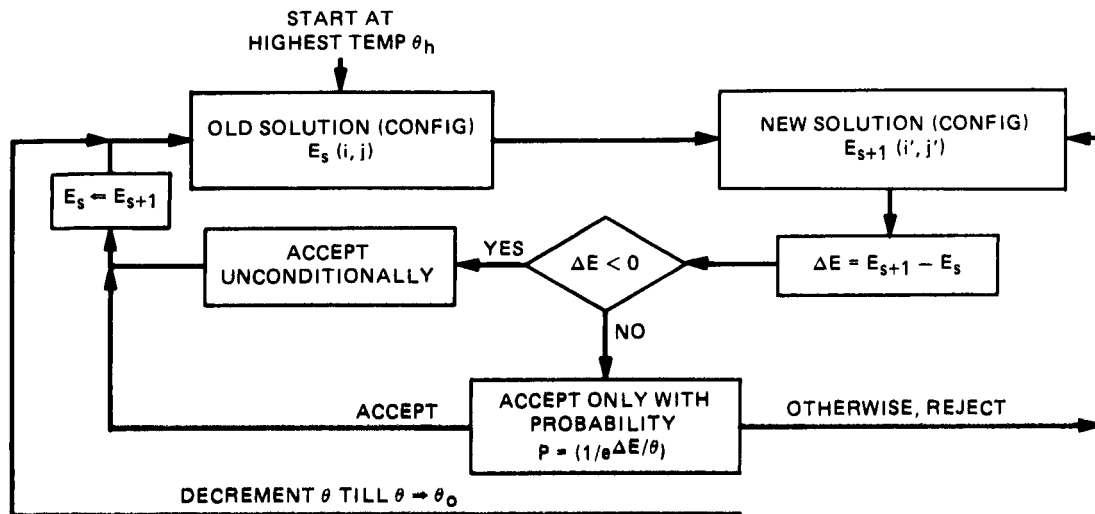 START AT
HIGHEST TEMP θh
OLD SOLUTION (CONFIG)
Es (i, j)
NEW SOLUTION (CONFIG)
Es+1 (i', j')
Es ← Es+1
ACCEPT
UNCONDITIONALLY
YES
ΔE < 0
ΔE = Es+1 − Es
NO
ACCEPT
ACCEPT ONLY WITH
PROBABILITY
P = (1/e^ΔE/θ)
OTHERWISE, REJECT
DECREMENT θ TILL θ → θo